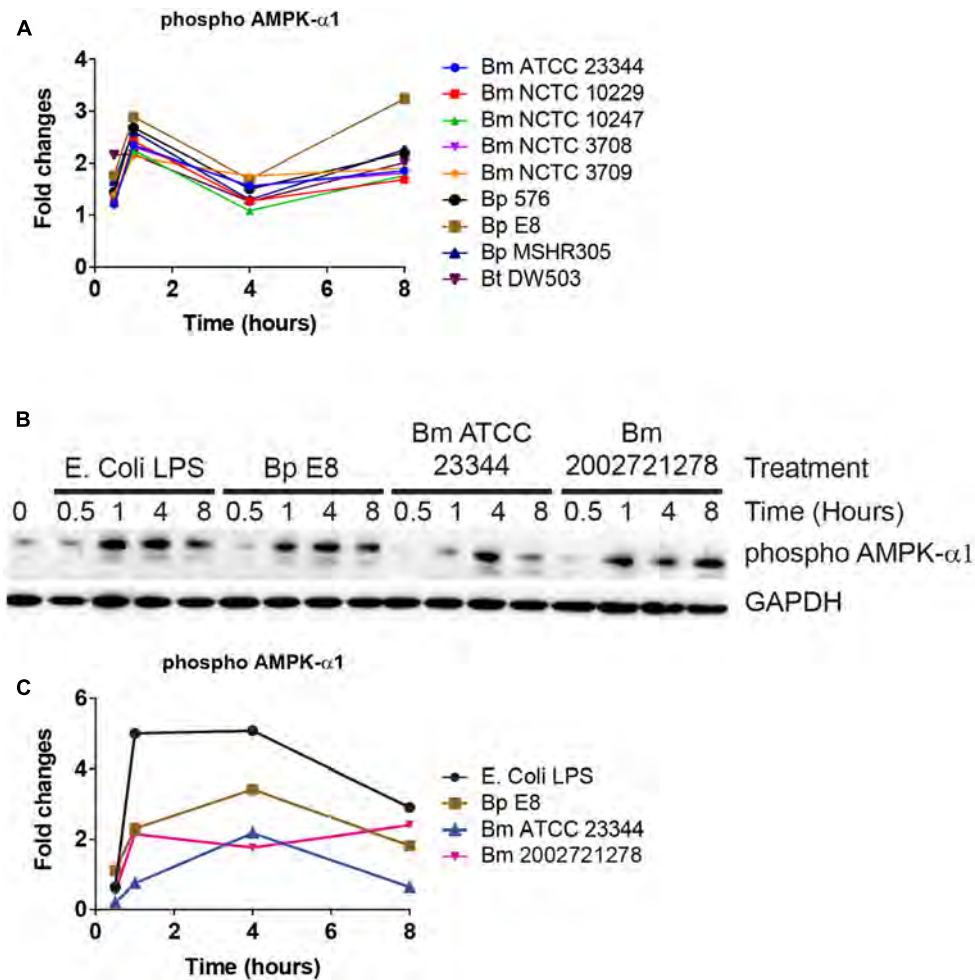 A
phospho AMPK-α1
Fold changes
4
3
2
1
0
0 2 4 6 8
Time (hours)
Bm ATCC 23344
Bm NCTC 10229
Bm NCTC 10247
Bm NCTC 3708
Bm NCTC 3709
Bp 576
Bp E8
Bp MSHR305
Bt DW503
B
E. Coli LPS Bp E8 Bm ATCC 23344 Bm 2002721278 Treatment
0 0.5 1 4 8 0.5 1 4 8 0.5 1 4 8 0.5 1 4 8 Time (Hours)
phospho AMPK-α1
GAPDH
C
phospho AMPK-α1
Fold changes
6
4
2
0
0 2 4 6 8
Time (hours)
E. Coli LPS
Bp E8
Bm ATCC 23344
Bm 2002721278